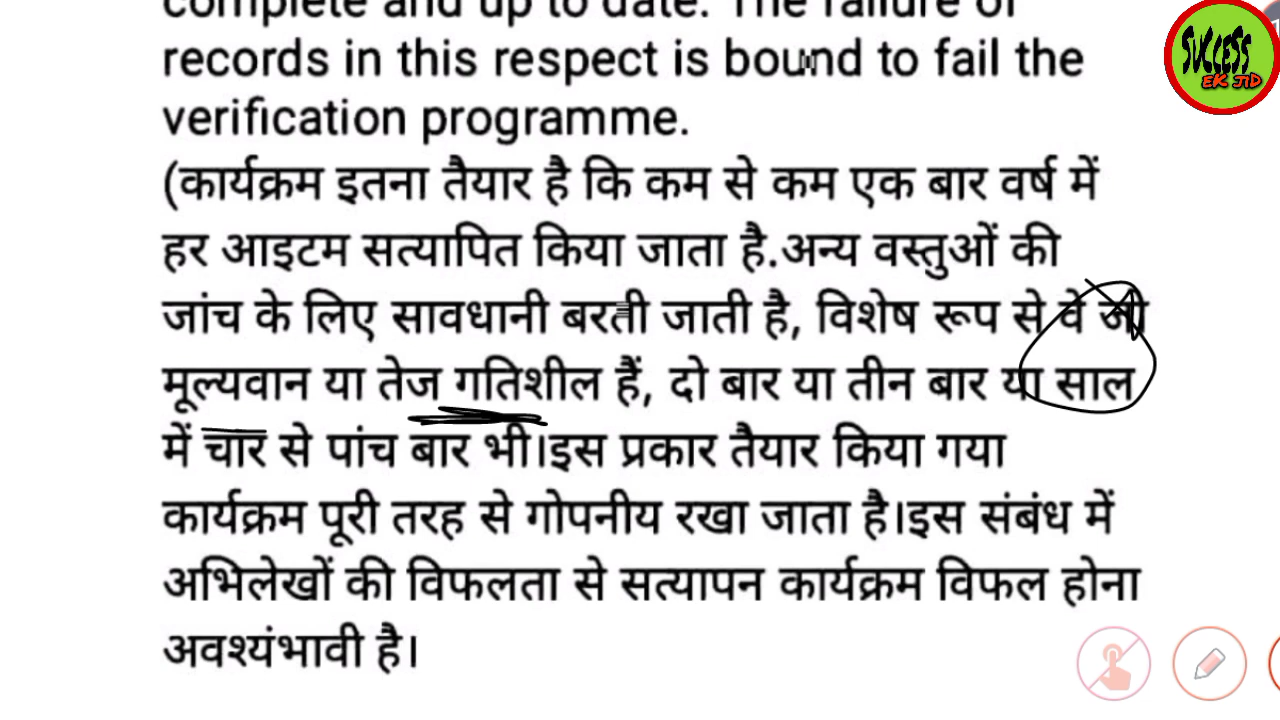 complete and up to date. The failure of
records in this respect is bound to fail the
verification programme.
(कार्यक्रम इतना तैयार है कि कम से कम एक बार वर्ष में
हर आइटम सत्यापित किया जाता है.अन्य वस्तुओं की
जांच के लिए सावधानी बरती जाती है, विशेष रूप से वे जो
मूल्यवान या तेज गतिशील हैं, दो बार या तीन बार या साल
में चार से पांच बार भी।इस प्रकार तैयार किया गया
कार्यक्रम पूरी तरह से गोपनीय रखा जाता है।इस संबंध में
अभिलेखों की विफलता से सत्यापन कार्यक्रम विफल होना
अवश्यंभावी है।
SUCCESS
EK JID